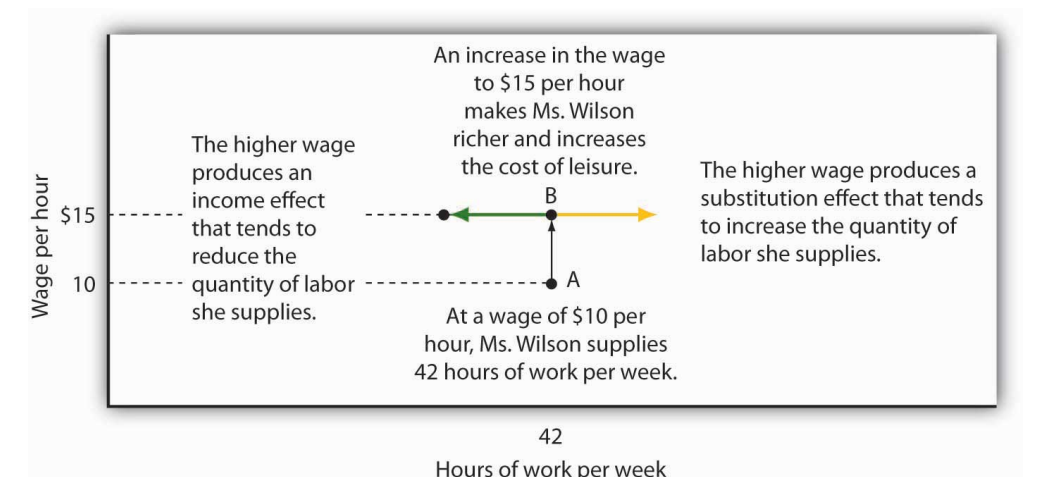 An increase in the wage
to $15 per hour
makes Ms. Wilson
richer and increases
the cost of leisure.
The higher wage
produces an
income effect
that tends to
reduce the
quantity of labor
she supplies.
The higher wage produces a
substitution effect that tends
to increase the quantity of
labor she supplies.
B
A
At a wage of $10 per
hour, Ms. Wilson supplies
42 hours of work per week.
Wage per hour
$15
10
42
Hours of work per week